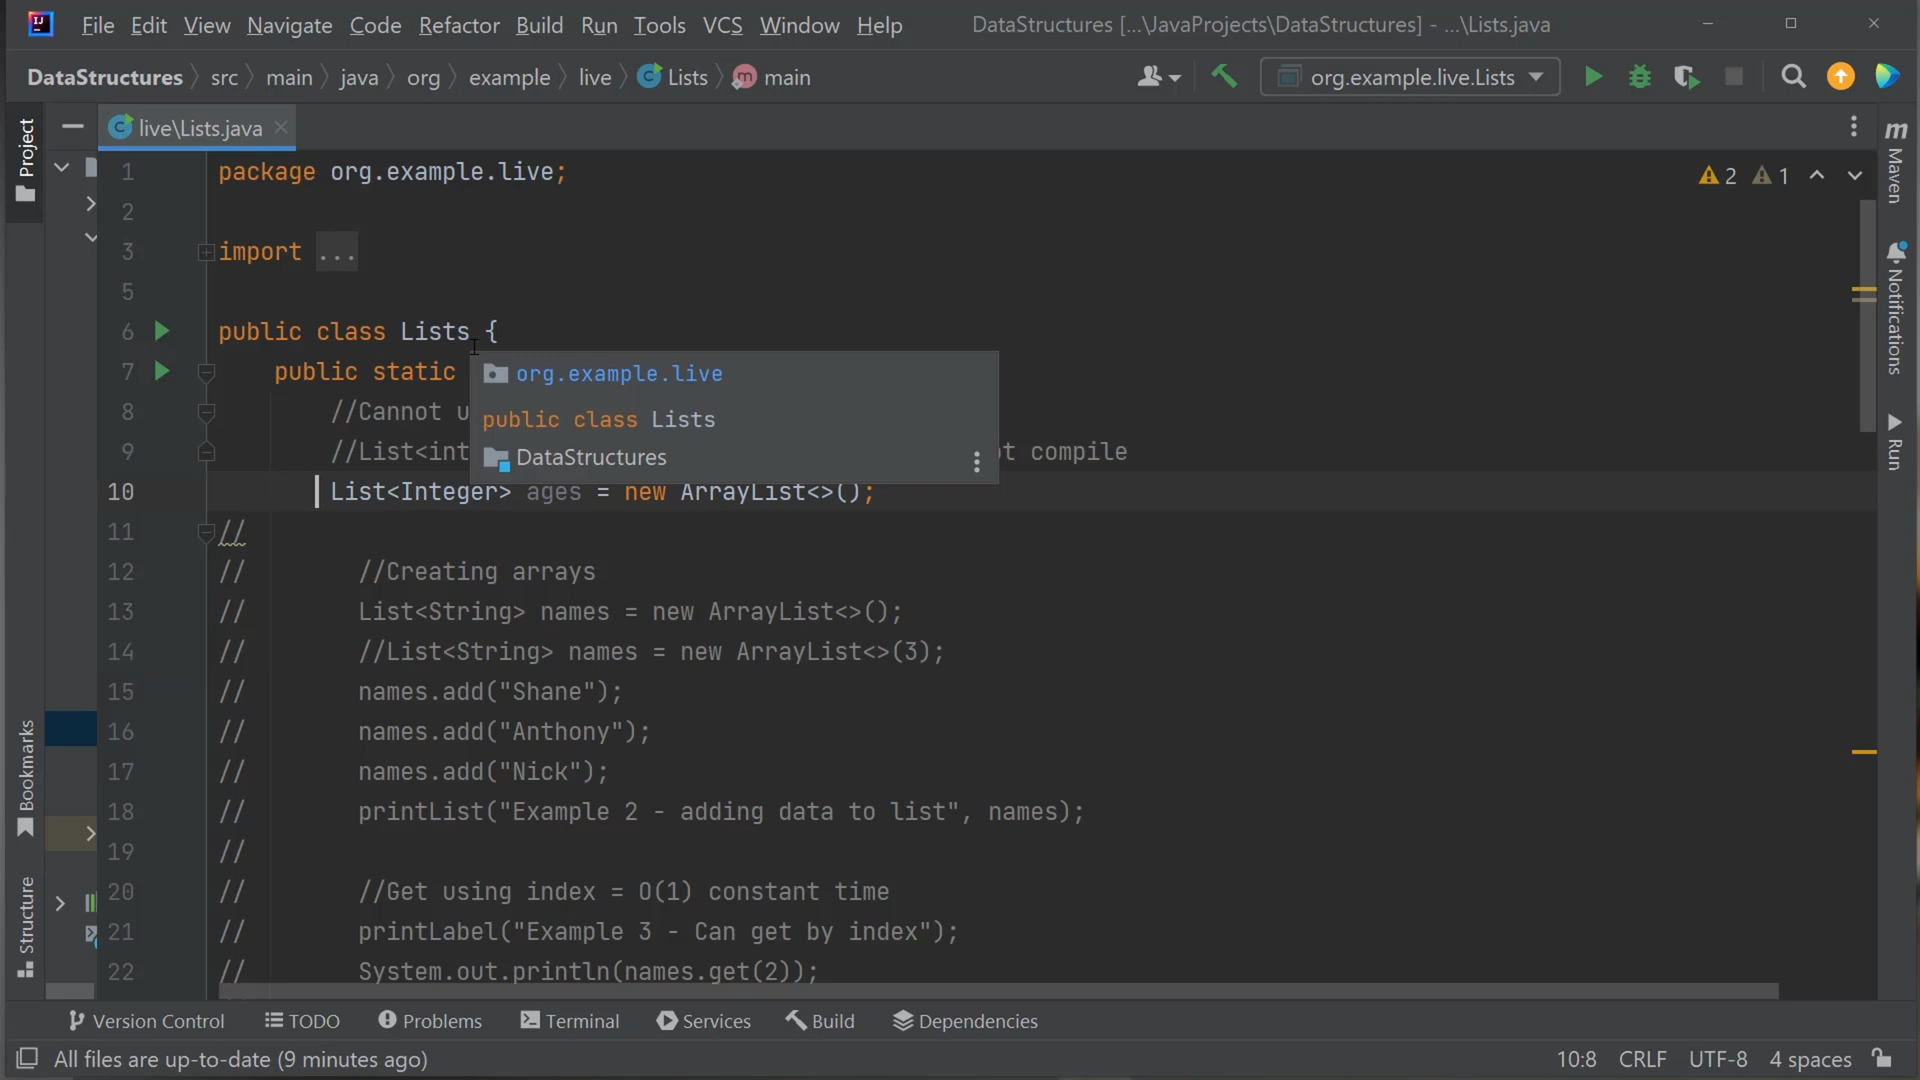 File Edit View Navigate Code Refactor Build Run Tools VCS Window Help DataStructures [...\JavaProjects\DataStructures] - ...\Lists.java
DataStructures src main java org example live Lists main org.example.live.Lists
live\Lists.java
Project
Bookmarks
Structure
1 package org.example.live;
2
3 import ...
5
6 public class Lists {
7 public static
8 //Cannot u
9 //List<int t compile
10 List<Integer> ages = new ArrayList<>();
11 //
12 // //Creating arrays
13 // List<String> names = new ArrayList<>();
14 // //List<String> names = new ArrayList<>(3);
15 // names.add("Shane");
16 // names.add("Anthony");
17 // names.add("Nick");
18 // printList("Example 2 - adding data to list", names);
19 //
20 // //Get using index = O(1) constant time
21 // printLabel("Example 3 - Can get by index");
22 // System.out.println(names.get(2));
org.example.live
public class Lists
DataStructures
2 1
Maven
Notifications
Run
Version Control TODO Problems Terminal Services Build Dependencies
All files are up-to-date (9 minutes ago) 10:8 CRLF UTF-8 4 spaces